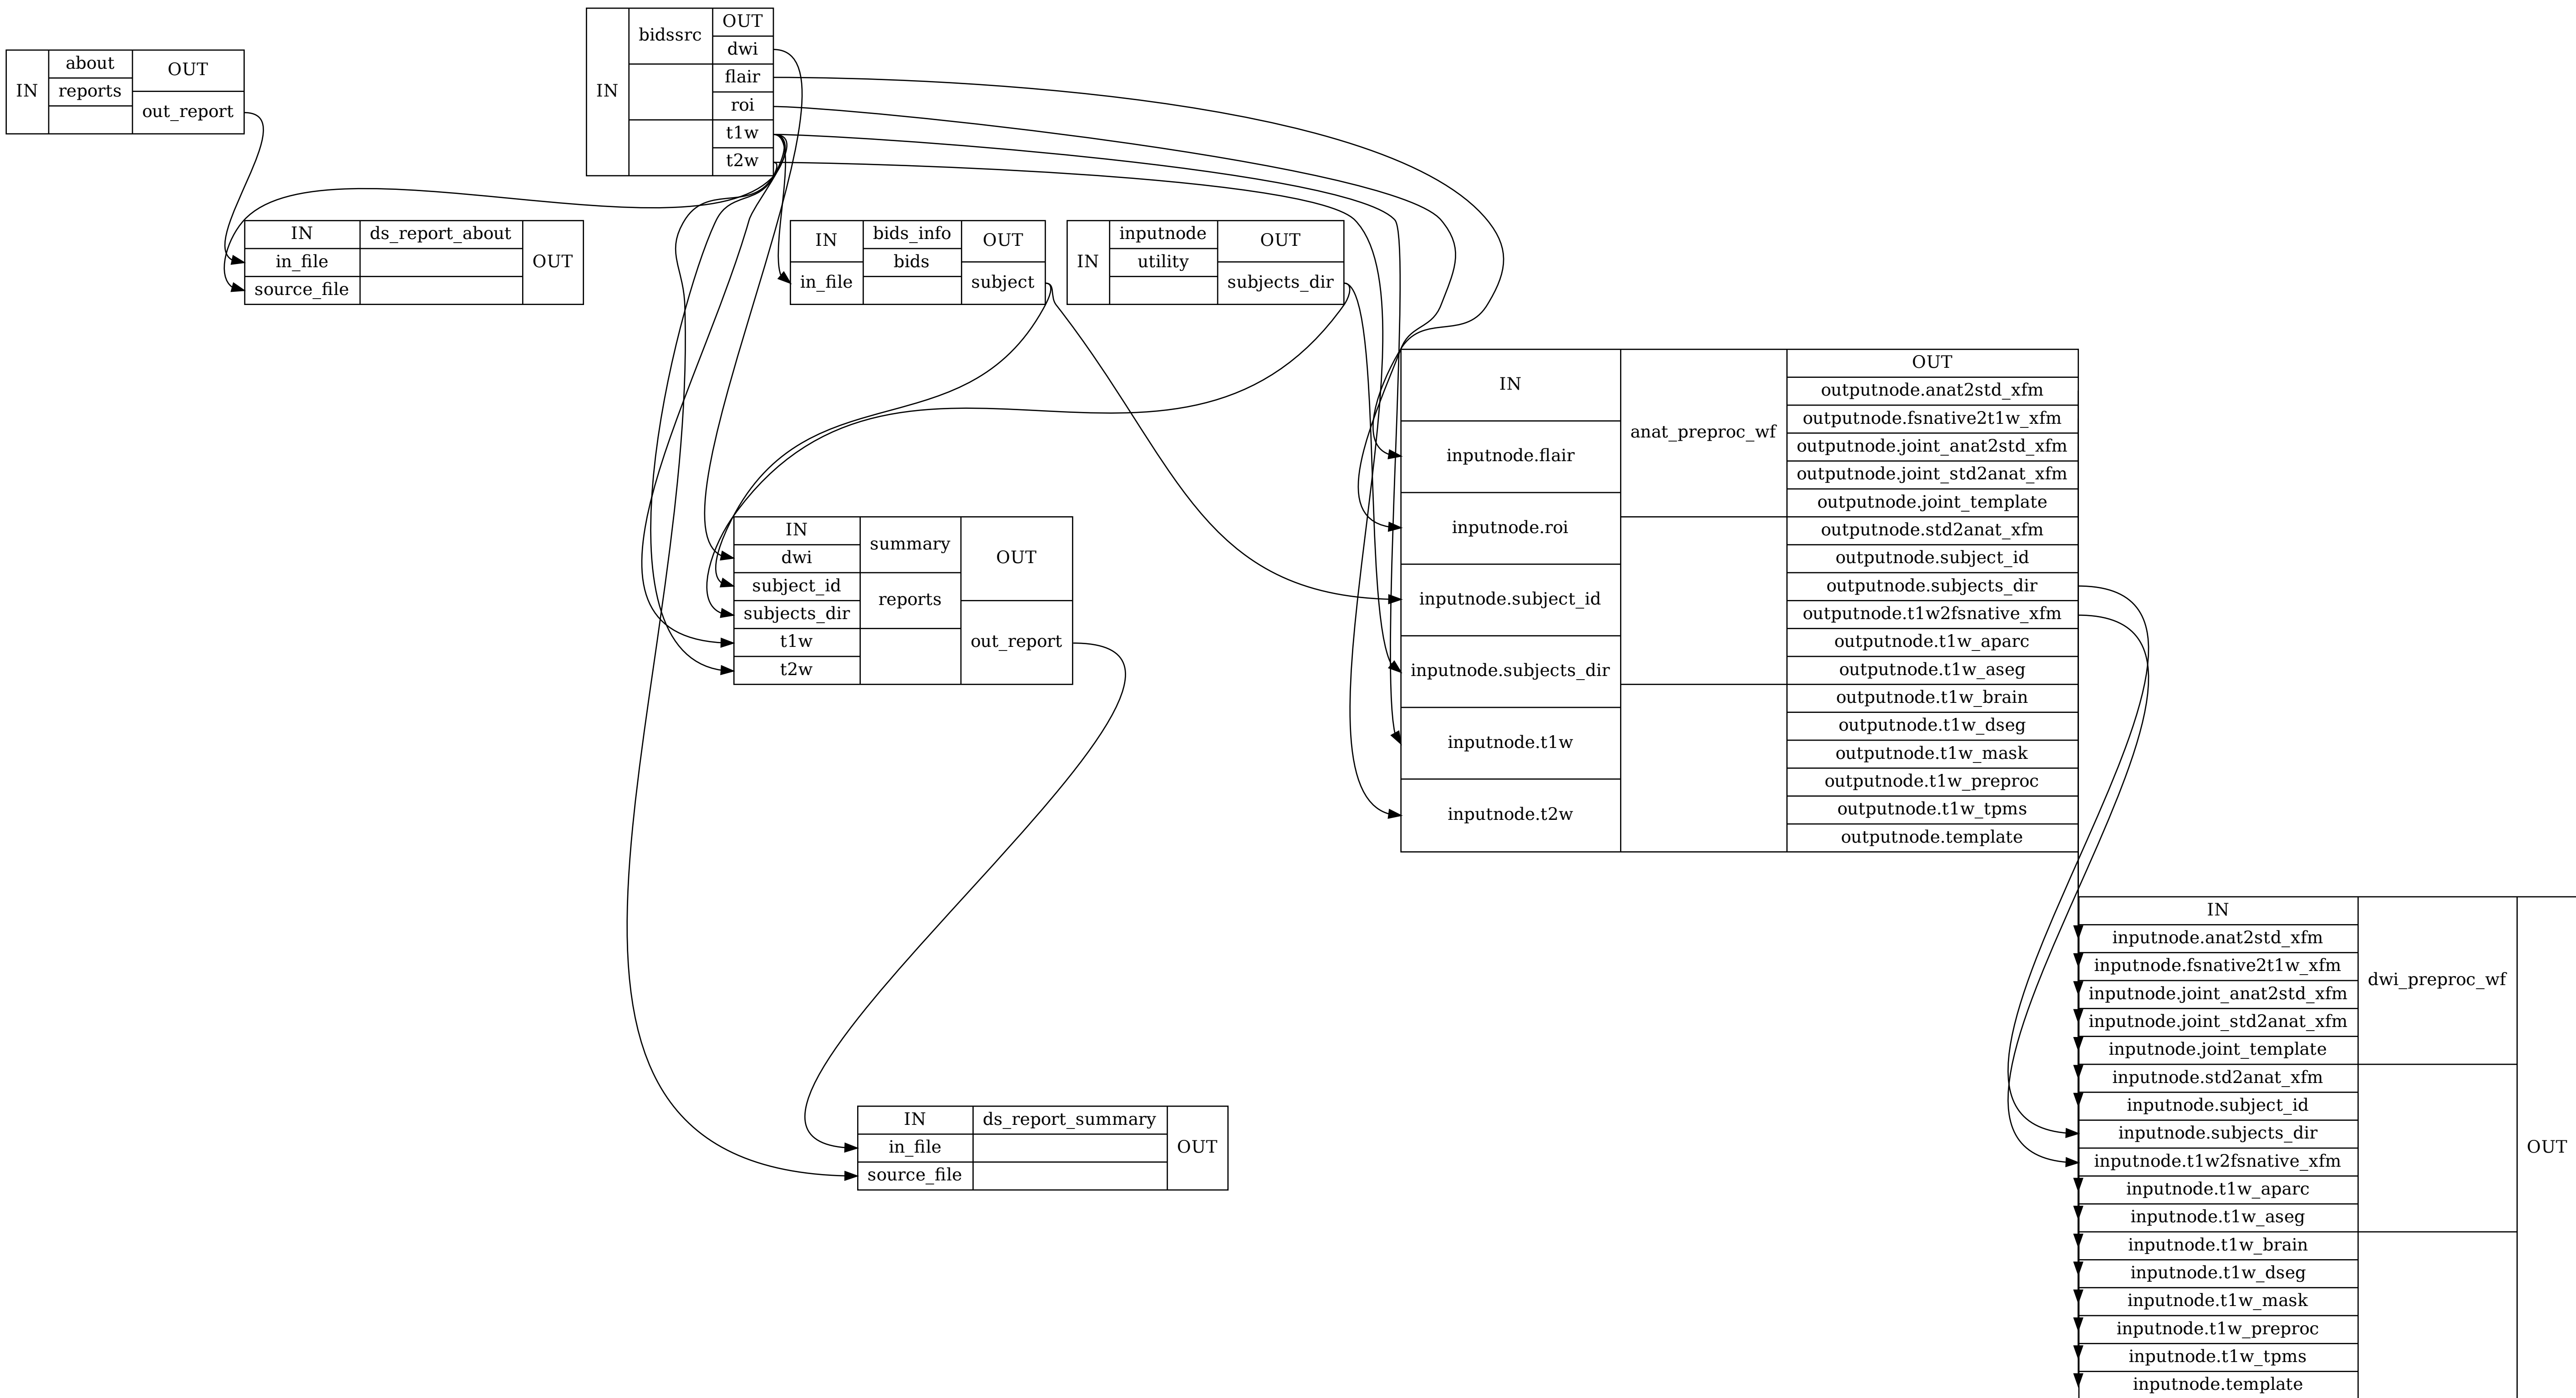 IN
about
reports
OUT
out_report
IN
bidssrc
OUT
dwi
flair
roi
t1w
t2w
IN
in_file
source_file
ds_report_about
OUT
IN
in_file
bids_info
bids
OUT
subject
IN
inputnode
utility
OUT
subjects_dir
IN
inputnode.flair
inputnode.roi
inputnode.subject_id
inputnode.subjects_dir
inputnode.t1w
inputnode.t2w
anat_preproc_wf
OUT
outputnode.anat2std_xfm
outputnode.fsnative2t1w_xfm
outputnode.joint_anat2std_xfm
outputnode.joint_std2anat_xfm
outputnode.joint_template
outputnode.std2anat_xfm
outputnode.subject_id
outputnode.subjects_dir
outputnode.t1w2fsnative_xfm
outputnode.t1w_aparc
outputnode.t1w_aseg
outputnode.t1w_brain
outputnode.t1w_dseg
outputnode.t1w_mask
outputnode.t1w_preproc
outputnode.t1w_tpms
outputnode.template
IN
dwi
subject_id
subjects_dir
t1w
t2w
summary
reports
OUT
out_report
IN
in_file
source_file
ds_report_summary
OUT
IN
inputnode.anat2std_xfm
inputnode.fsnative2t1w_xfm
inputnode.joint_anat2std_xfm
inputnode.joint_std2anat_xfm
inputnode.joint_template
inputnode.std2anat_xfm
inputnode.subject_id
inputnode.subjects_dir
inputnode.t1w2fsnative_xfm
inputnode.t1w_aparc
inputnode.t1w_aseg
inputnode.t1w_brain
inputnode.t1w_dseg
inputnode.t1w_mask
inputnode.t1w_preproc
inputnode.t1w_tpms
inputnode.template
dwi_preproc_wf
OUT